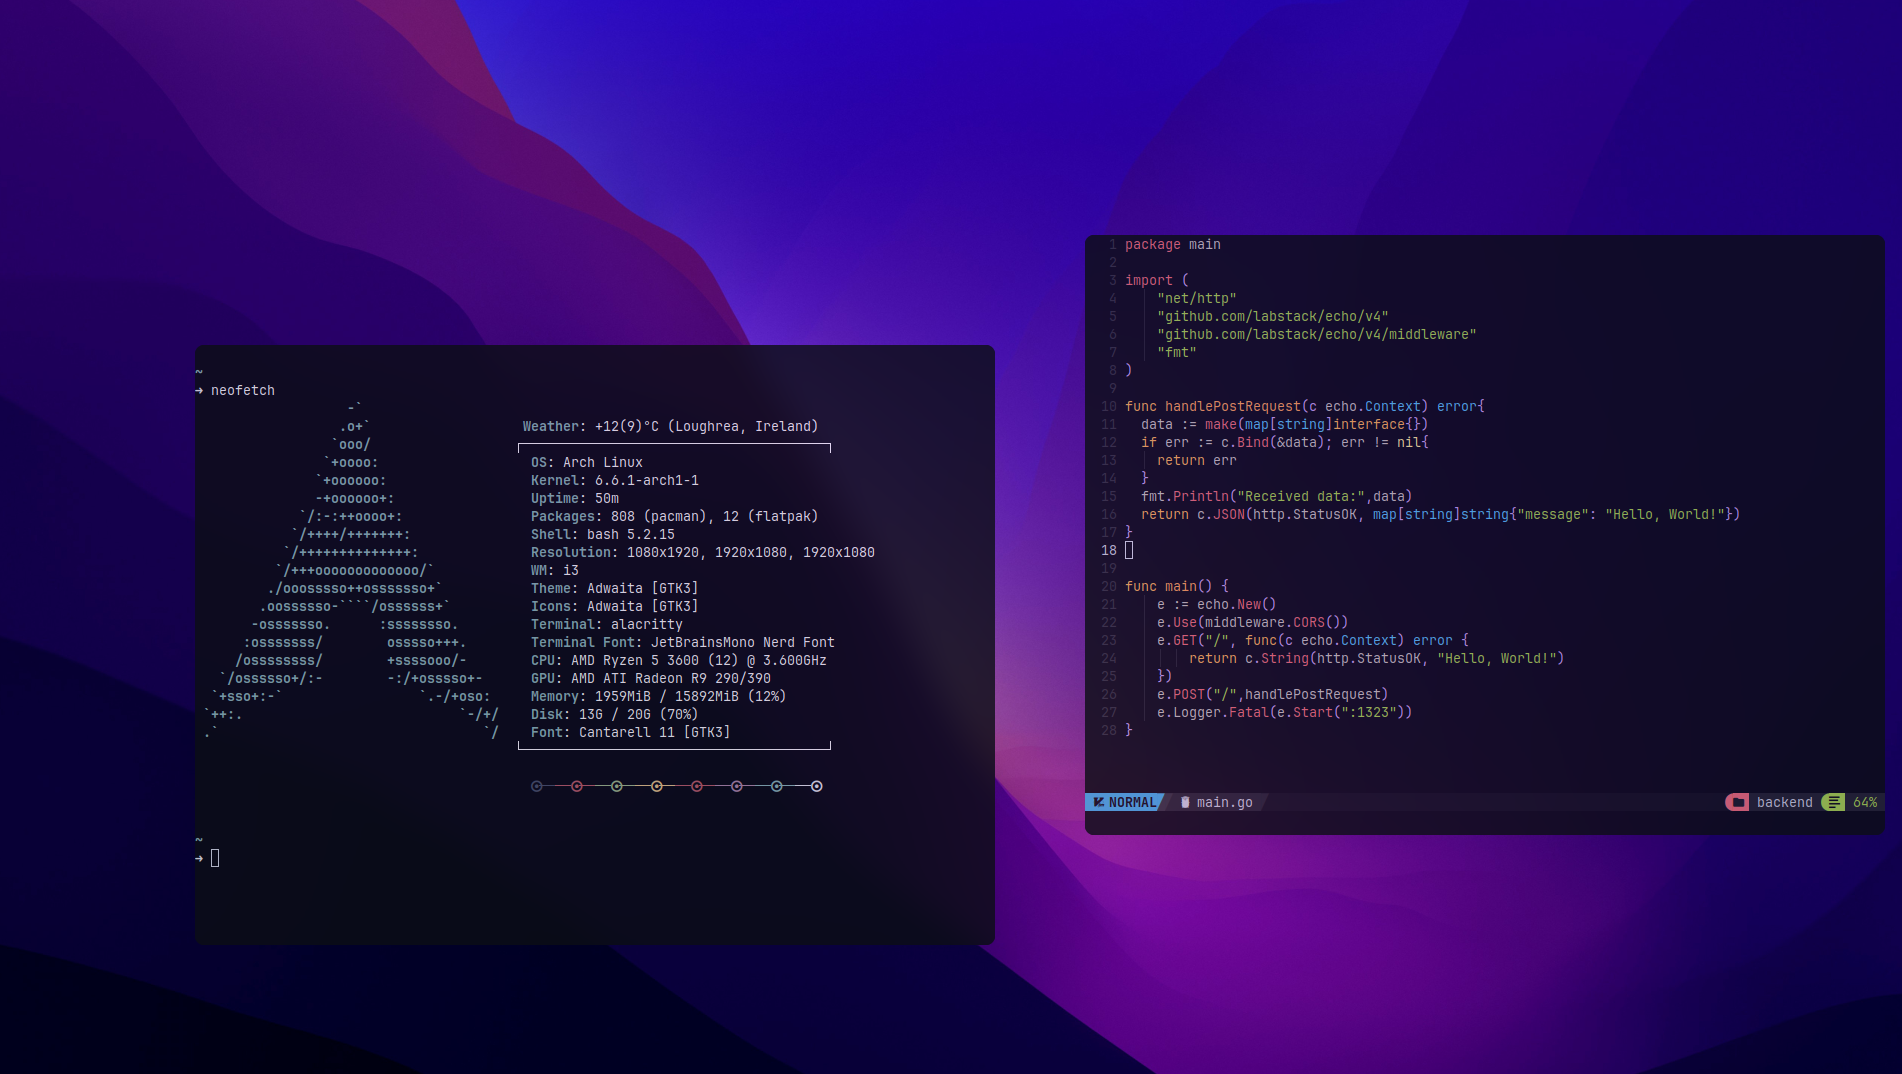 ~
➜ neofetch
-`
.o+` Weather: +12(9)°C (Loughrea, Ireland)
`ooo/
`+oooo: OS: Arch Linux
`+oooooo: Kernel: 6.6.1-arch1-1
-+oooooo+: Uptime: 50m
`/:-:++oooo+: Packages: 808 (pacman), 12 (flatpak)
`/++++/+++++++: Shell: bash 5.2.15
`/++++++++++++++: Resolution: 1080x1920, 1920x1080, 1920x1080
`/+++ooooooooooooo/` WM: i3
./ooosssso++osssssso+` Theme: Adwaita [GTK3]
.oossssso-````/ossssss+` Icons: Adwaita [GTK3]
-osssssso. :ssssssso. Terminal: alacritty
:osssssss/ osssso+++. Terminal Font: JetBrainsMono Nerd Font
/ossssssss/ +ssssooo/- CPU: AMD Ryzen 5 3600 (12) @ 3.600GHz
`/ossssso+/:- -:/+osssso+- GPU: AMD ATI Radeon R9 290/390
`+sso+:-` `.-/+oso: Memory: 1959MiB / 15892MiB (12%)
`++:. `-/+/ Disk: 13G / 20G (70%)
.` `/ Font: Cantarell 11 [GTK3]
~
➜
1 package main
2
3 import (
4 "net/http"
5 "github.com/labstack/echo/v4"
6 "github.com/labstack/echo/v4/middleware"
7 "fmt"
8 )
9
10 func handlePostRequest(c echo.Context) error{
11 data := make(map[string]interface{})
12 if err := c.Bind(&data); err != nil{
13 return err
14 }
15 fmt.Println("Received data:",data)
16 return c.JSON(http.StatusOK, map[string]string{"message": "Hello, World!"})
17 }
18
19
20 func main() {
21 e := echo.New()
22 e.Use(middleware.CORS())
23 e.GET("/", func(c echo.Context) error {
24 return c.String(http.StatusOK, "Hello, World!")
25 })
26 e.POST("/",handlePostRequest)
27 e.Logger.Fatal(e.Start(":1323"))
28 }
NORMAL main.go backend 64%